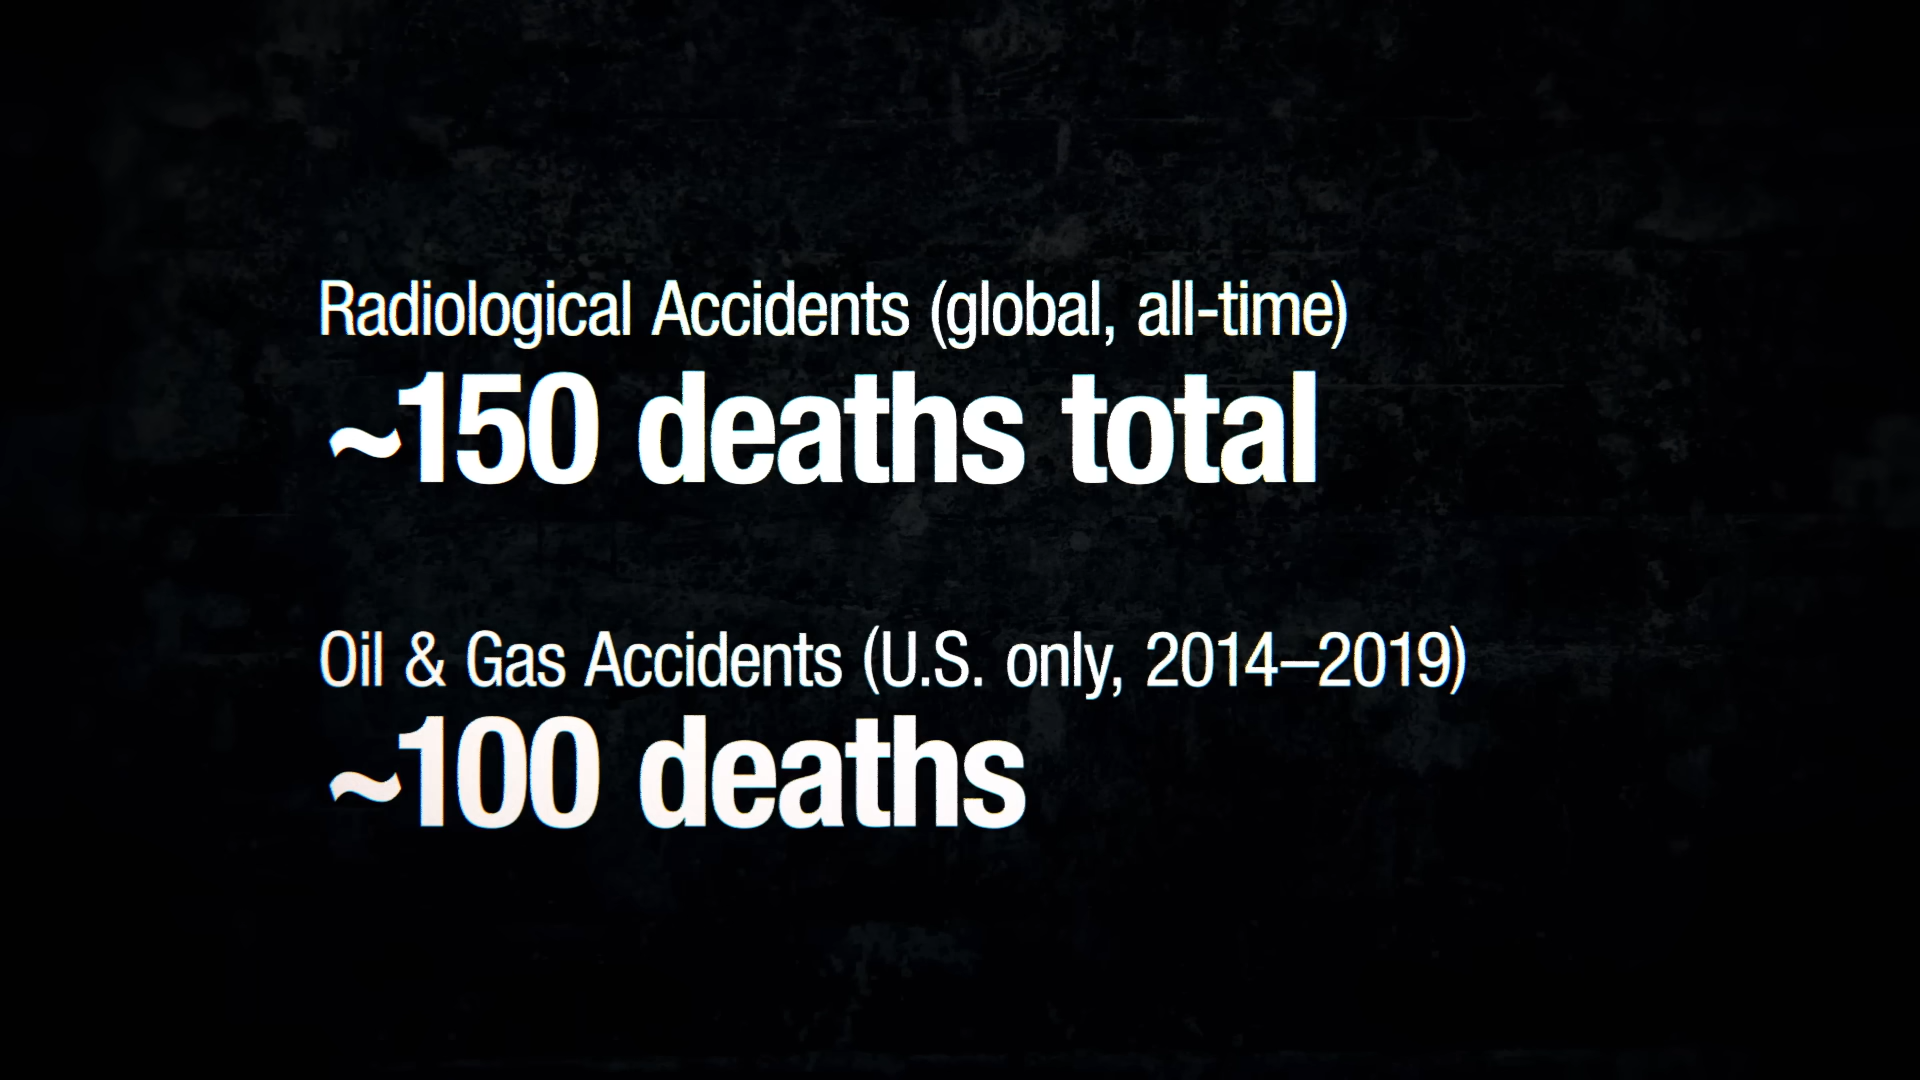 Radiological Accidents (global, all-time)
~150 deaths total
Oil & Gas Accidents (U.S. only, 2014–2019)
~100 deaths